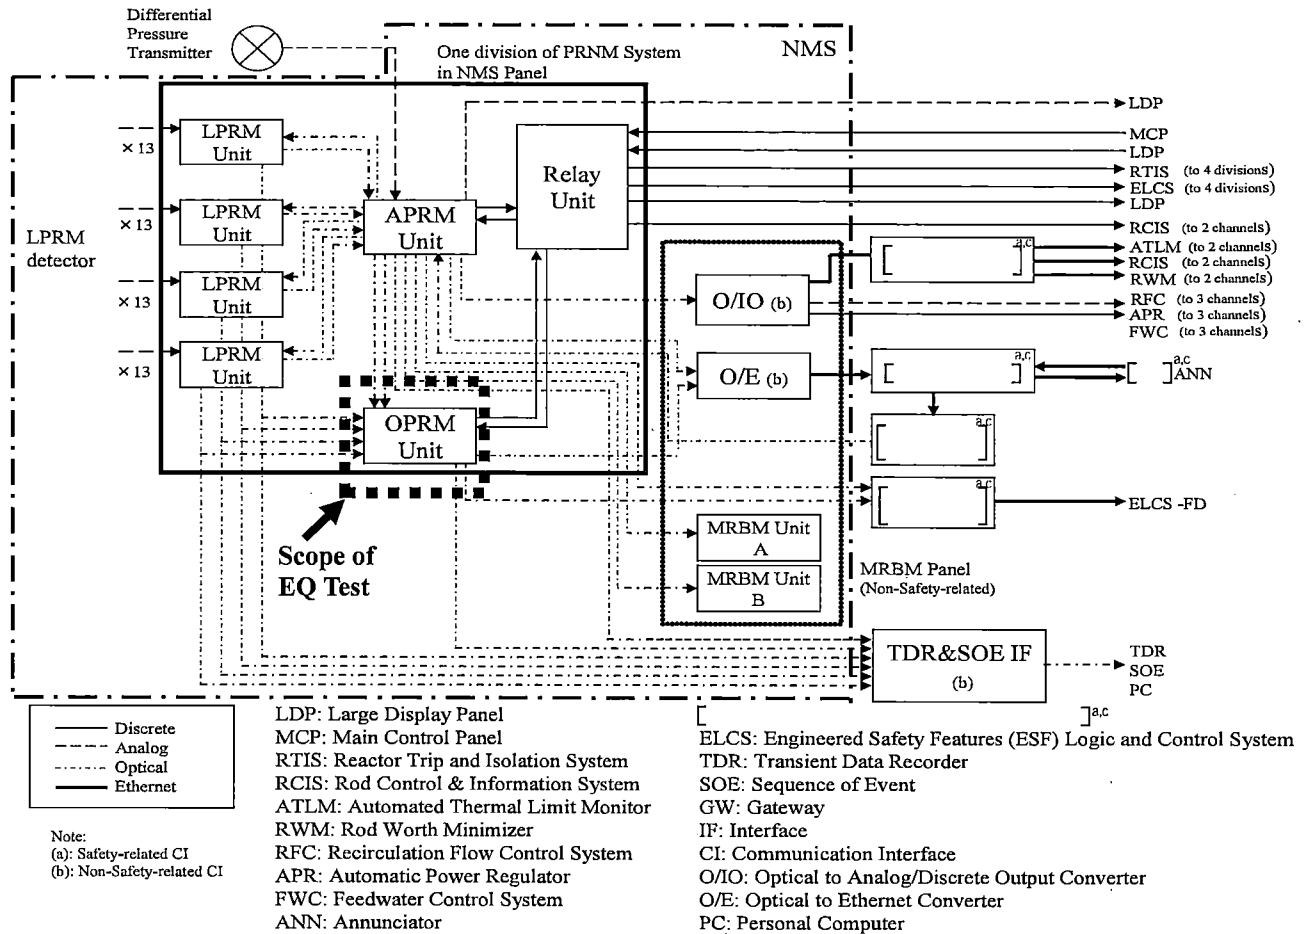 Differential
Pressure
Transmitter
One division of PRNM System
in NMS Panel
NMS
LPRM
detector
× 13
LPRM
Unit
× 13
LPRM
Unit
× 13
LPRM
Unit
× 13
LPRM
Unit
APRM
Unit
Relay
Unit
OPRM
Unit
O/IO (b)
O/E (b)
MRBM Unit
A
MRBM Unit
B
Scope of
EQ Test
[ ]a,c
[ ]a,c
[ ]a,c
[ ]a,c
LDP
MCP
LDP
RTIS (to 4 divisions)
ELCS (to 4 divisions)
LDP
RCIS (to 2 channels)
ATLM (to 2 channels)
RCIS (to 2 channels)
RWM (to 2 channels)
RFC (to 3 channels)
APR (to 3 channels)
FWC (to 3 channels)
[ ]a,c
ANN
ELCS -FD
MRBM Panel
(Non-Safety-related)
TDR&SOE IF
(b)
TDR
SOE
PC
Discrete
Analog
Optical
Ethernet
Note:
(a): Safety-related CI
(b): Non-Safety-related CI
LDP: Large Display Panel
MCP: Main Control Panel
RTIS: Reactor Trip and Isolation System
RCIS: Rod Control & Information System
ATLM: Automated Thermal Limit Monitor
RWM: Rod Worth Minimizer
RFC: Recirculation Flow Control System
APR: Automatic Power Regulator
FWC: Feedwater Control System
ANN: Annunciator
[ ]a,c
ELCS: Engineered Safety Features (ESF) Logic and Control System
TDR: Transient Data Recorder
SOE: Sequence of Event
GW: Gateway
IF: Interface
CI: Communication Interface
O/IO: Optical to Analog/Discrete Output Converter
O/E: Optical to Ethernet Converter
PC: Personal Computer